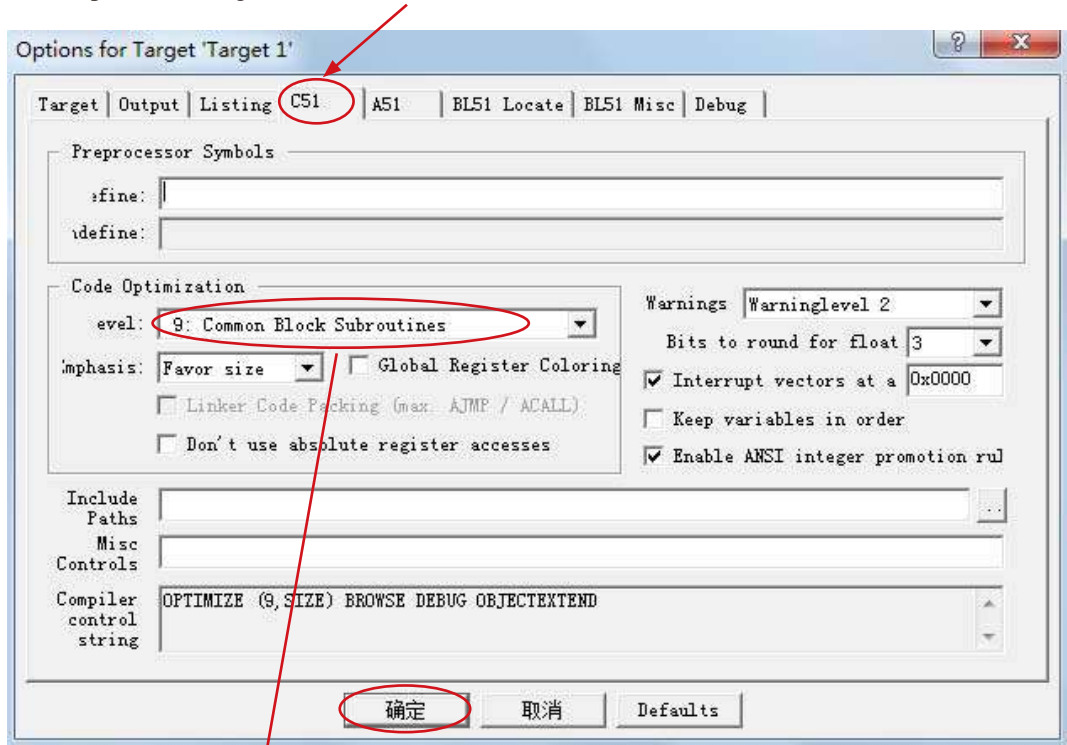 Options for Target 'Target 1'
Target Output Listing C51 A51 BL51 Locate BL51 Misc Debug
Preprocessor Symbols
efine:
define:
Code Optimization
evel: 9: Common Block Subroutines
mphasis: Favor size Global Register Coloring
Linker Code Packing (max. AJMP / ACALL)
Don't use absolute register accesses
Warnings Warninglevel 2
Bits to round for float 3
Interrupt vectors at a 0x0000
Keep variables in order
Enable ANSI integer promotion rul
Include Paths
Misc Controls
Compiler control string
OPTIMIZE (9,SIZE) BROWSE DEBUG OBJECTEXTEND
确定 取消 Defaults